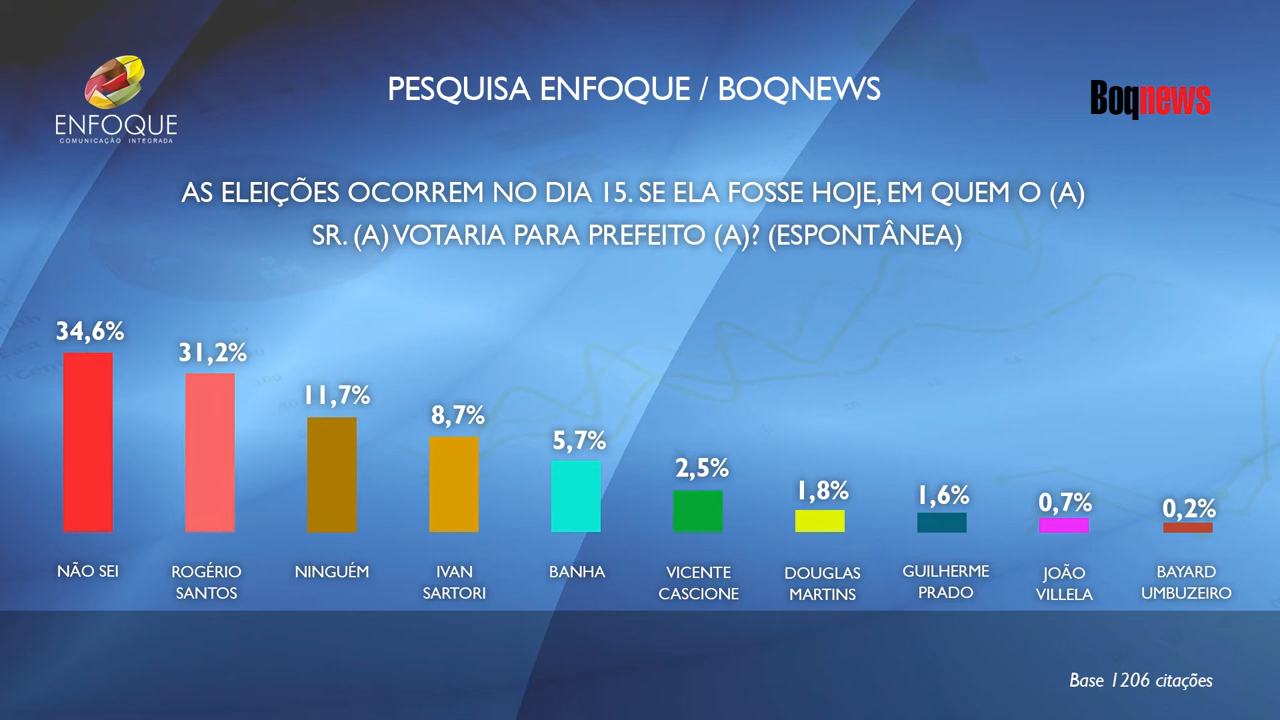 PESQUISA ENFOQUE / BOQNEWS
ENFOQUE
COMUNICAÇÃO INTEGRADA
Boqnews
AS ELEIÇÕES OCORREM NO DIA 15. SE ELA FOSSE HOJE, EM QUEM O (A)
SR. (A) VOTARIA PARA PREFEITO (A)? (ESPONTÂNEA)
34,6%
31,2%
11,7%
8,7%
5,7%
2,5%
1,8%
1,6%
0,7%
0,2%
NÃO SEI
ROGÉRIO
SANTOS
NINGUÉM
IVAN
SARTORI
BANHA
VICENTE
CASCIONE
DOUGLAS
MARTINS
GUILHERME
PRADO
JOÃO
VILLELA
BAYARD
UMBUZEIRO
Base 1206 citações